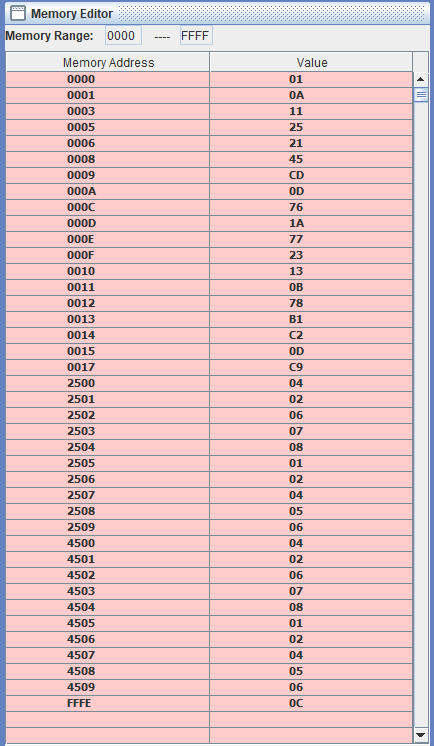 Memory Editor
Memory Range: 0000 ---- FFFF
Memory Address Value
0000 01
0001 0A
0003 11
0005 25
0006 21
0008 45
0009 CD
000A 0D
000C 76
000D 1A
000E 77
000F 23
0010 13
0011 0B
0012 78
0013 B1
0014 C2
0015 0D
0017 C9
2500 04
2501 02
2502 06
2503 07
2504 08
2505 01
2506 02
2507 04
2508 05
2509 06
4500 04
4501 02
4502 06
4503 07
4504 08
4505 01
4506 02
4507 04
4508 05
4509 06
FFFE 0C